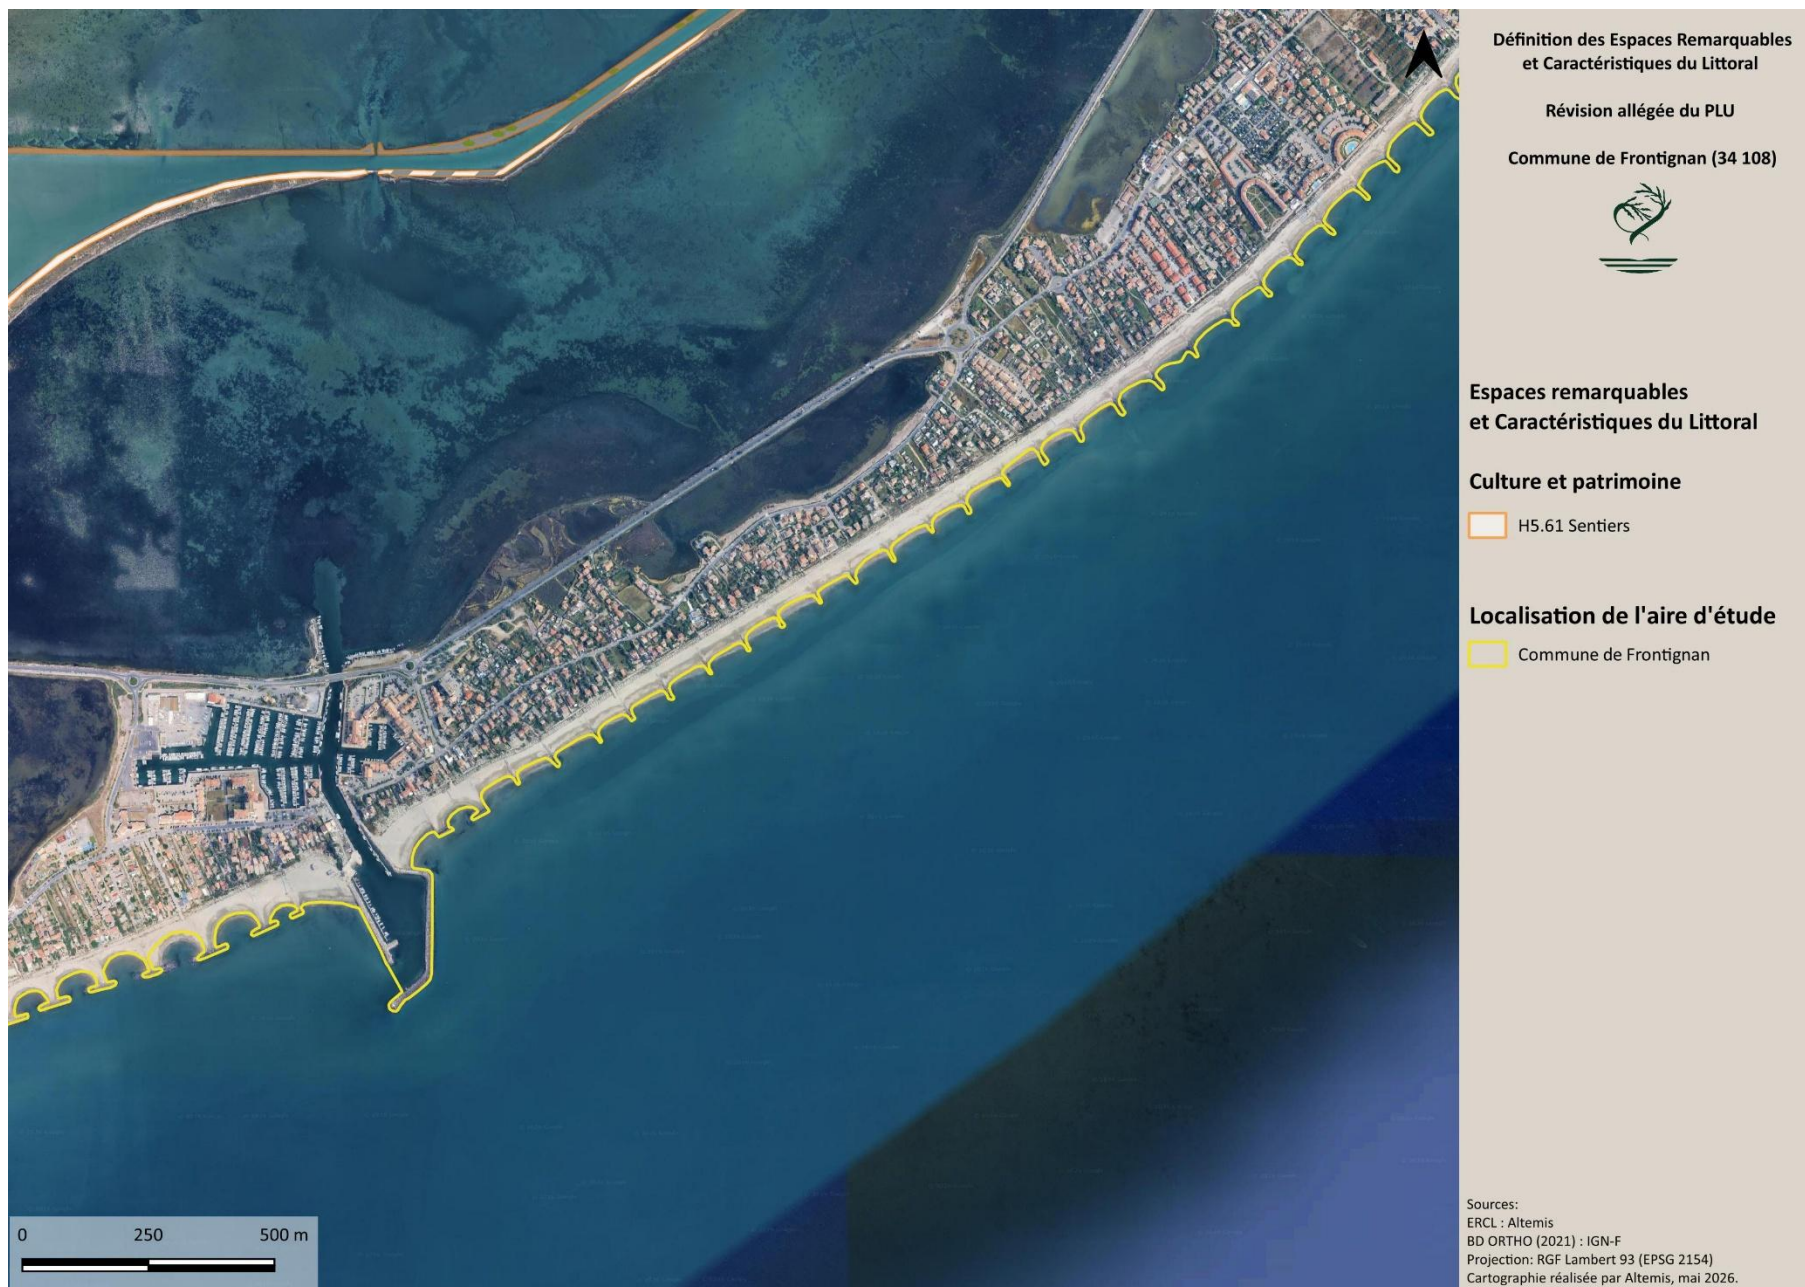 Définition des Espaces Remarquables
et Caractéristiques du Littoral
Révision allégée du PLU
Commune de Frontignan (34 108)
Espaces remarquables
et Caractéristiques du Littoral
Culture et patrimoine
H5.61 Sentiers
Localisation de l'aire d'étude
Commune de Frontignan
0 250 500 m
Sources:
ERCL : Altemis
BD ORTHO (2021) : IGN-F
Projection: RGF Lambert 93 (EPSG 2154)
Cartographie réalisée par Altemis, mai 2026.